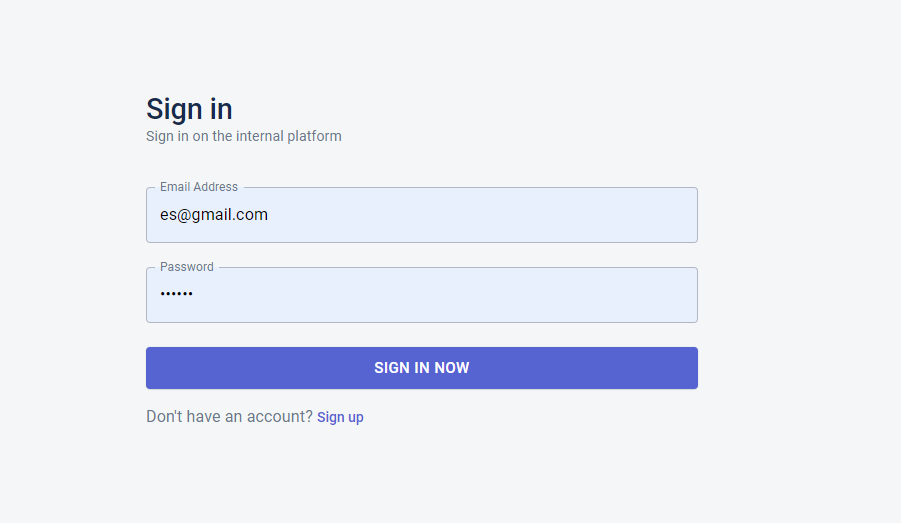 Sign in
Sign in on the internal platform
Email Address
es@gmail.com
Password
••••••
SIGN IN NOW
Don't have an account? Sign up